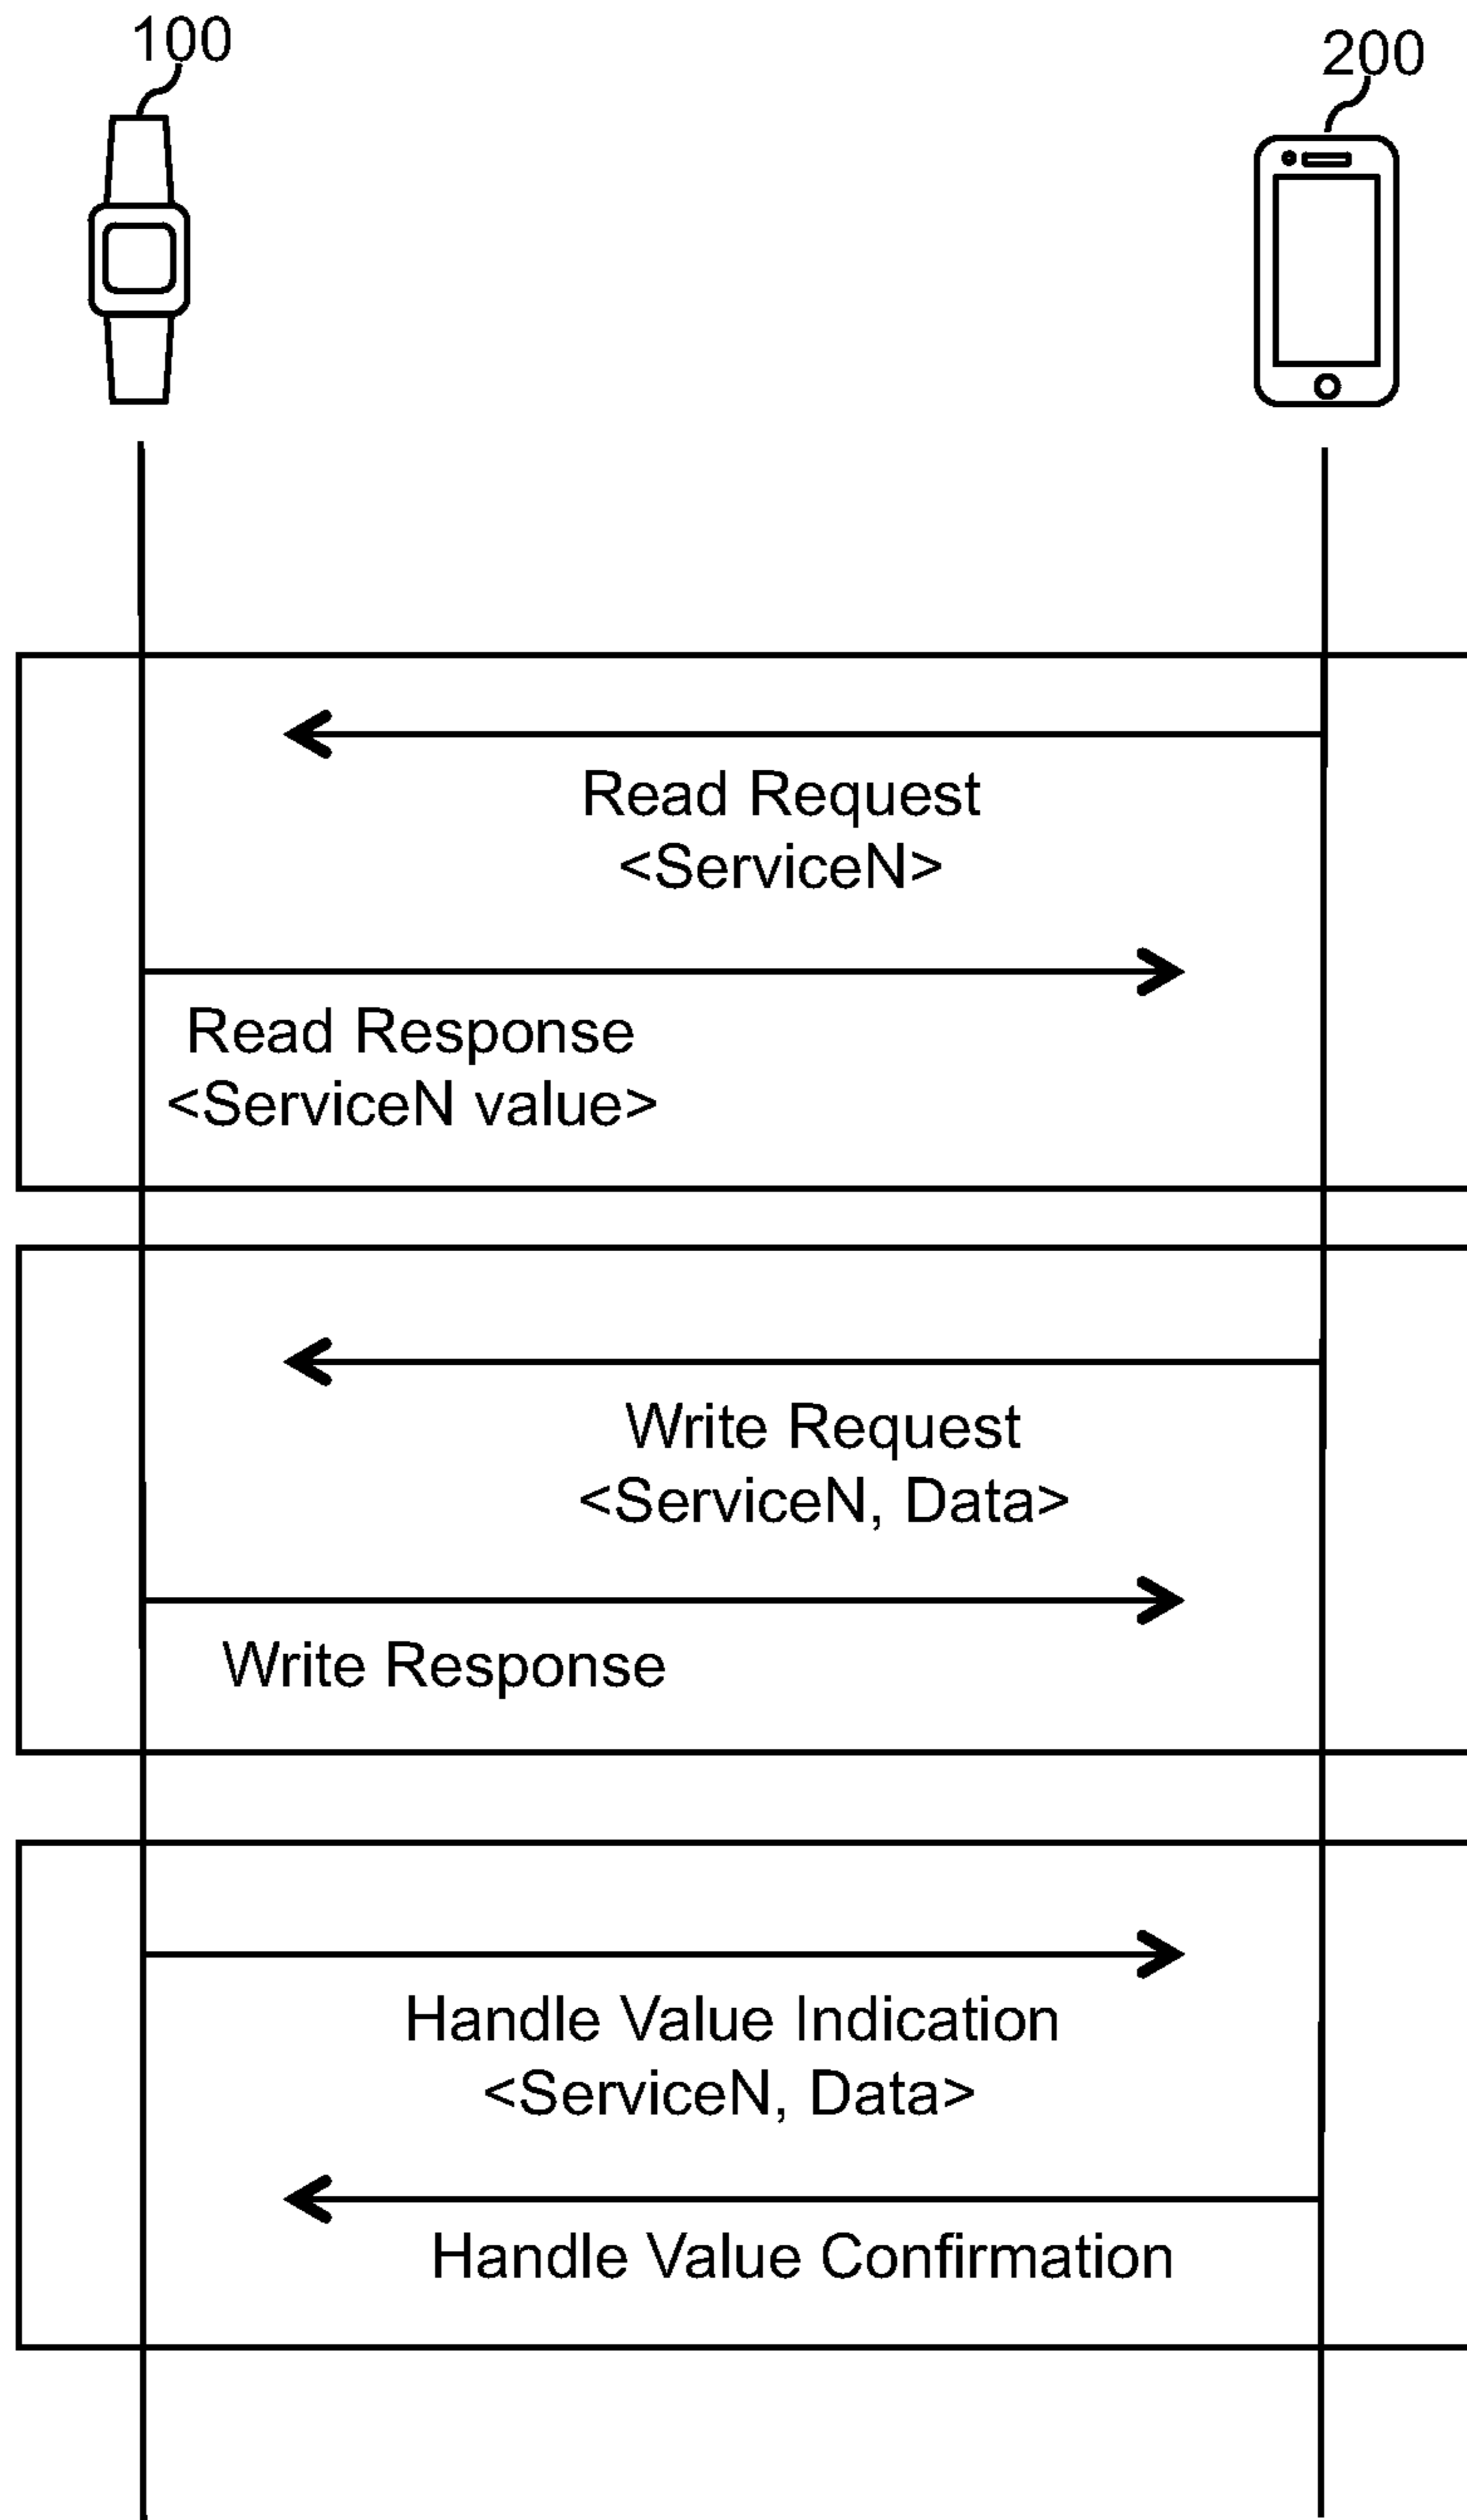 100
200
Read Request
<ServiceN>
Read Response
<ServiceN value>
Write Request
<ServiceN, Data>
Write Response
Handle Value Indication
<ServiceN, Data>
Handle Value Confirmation